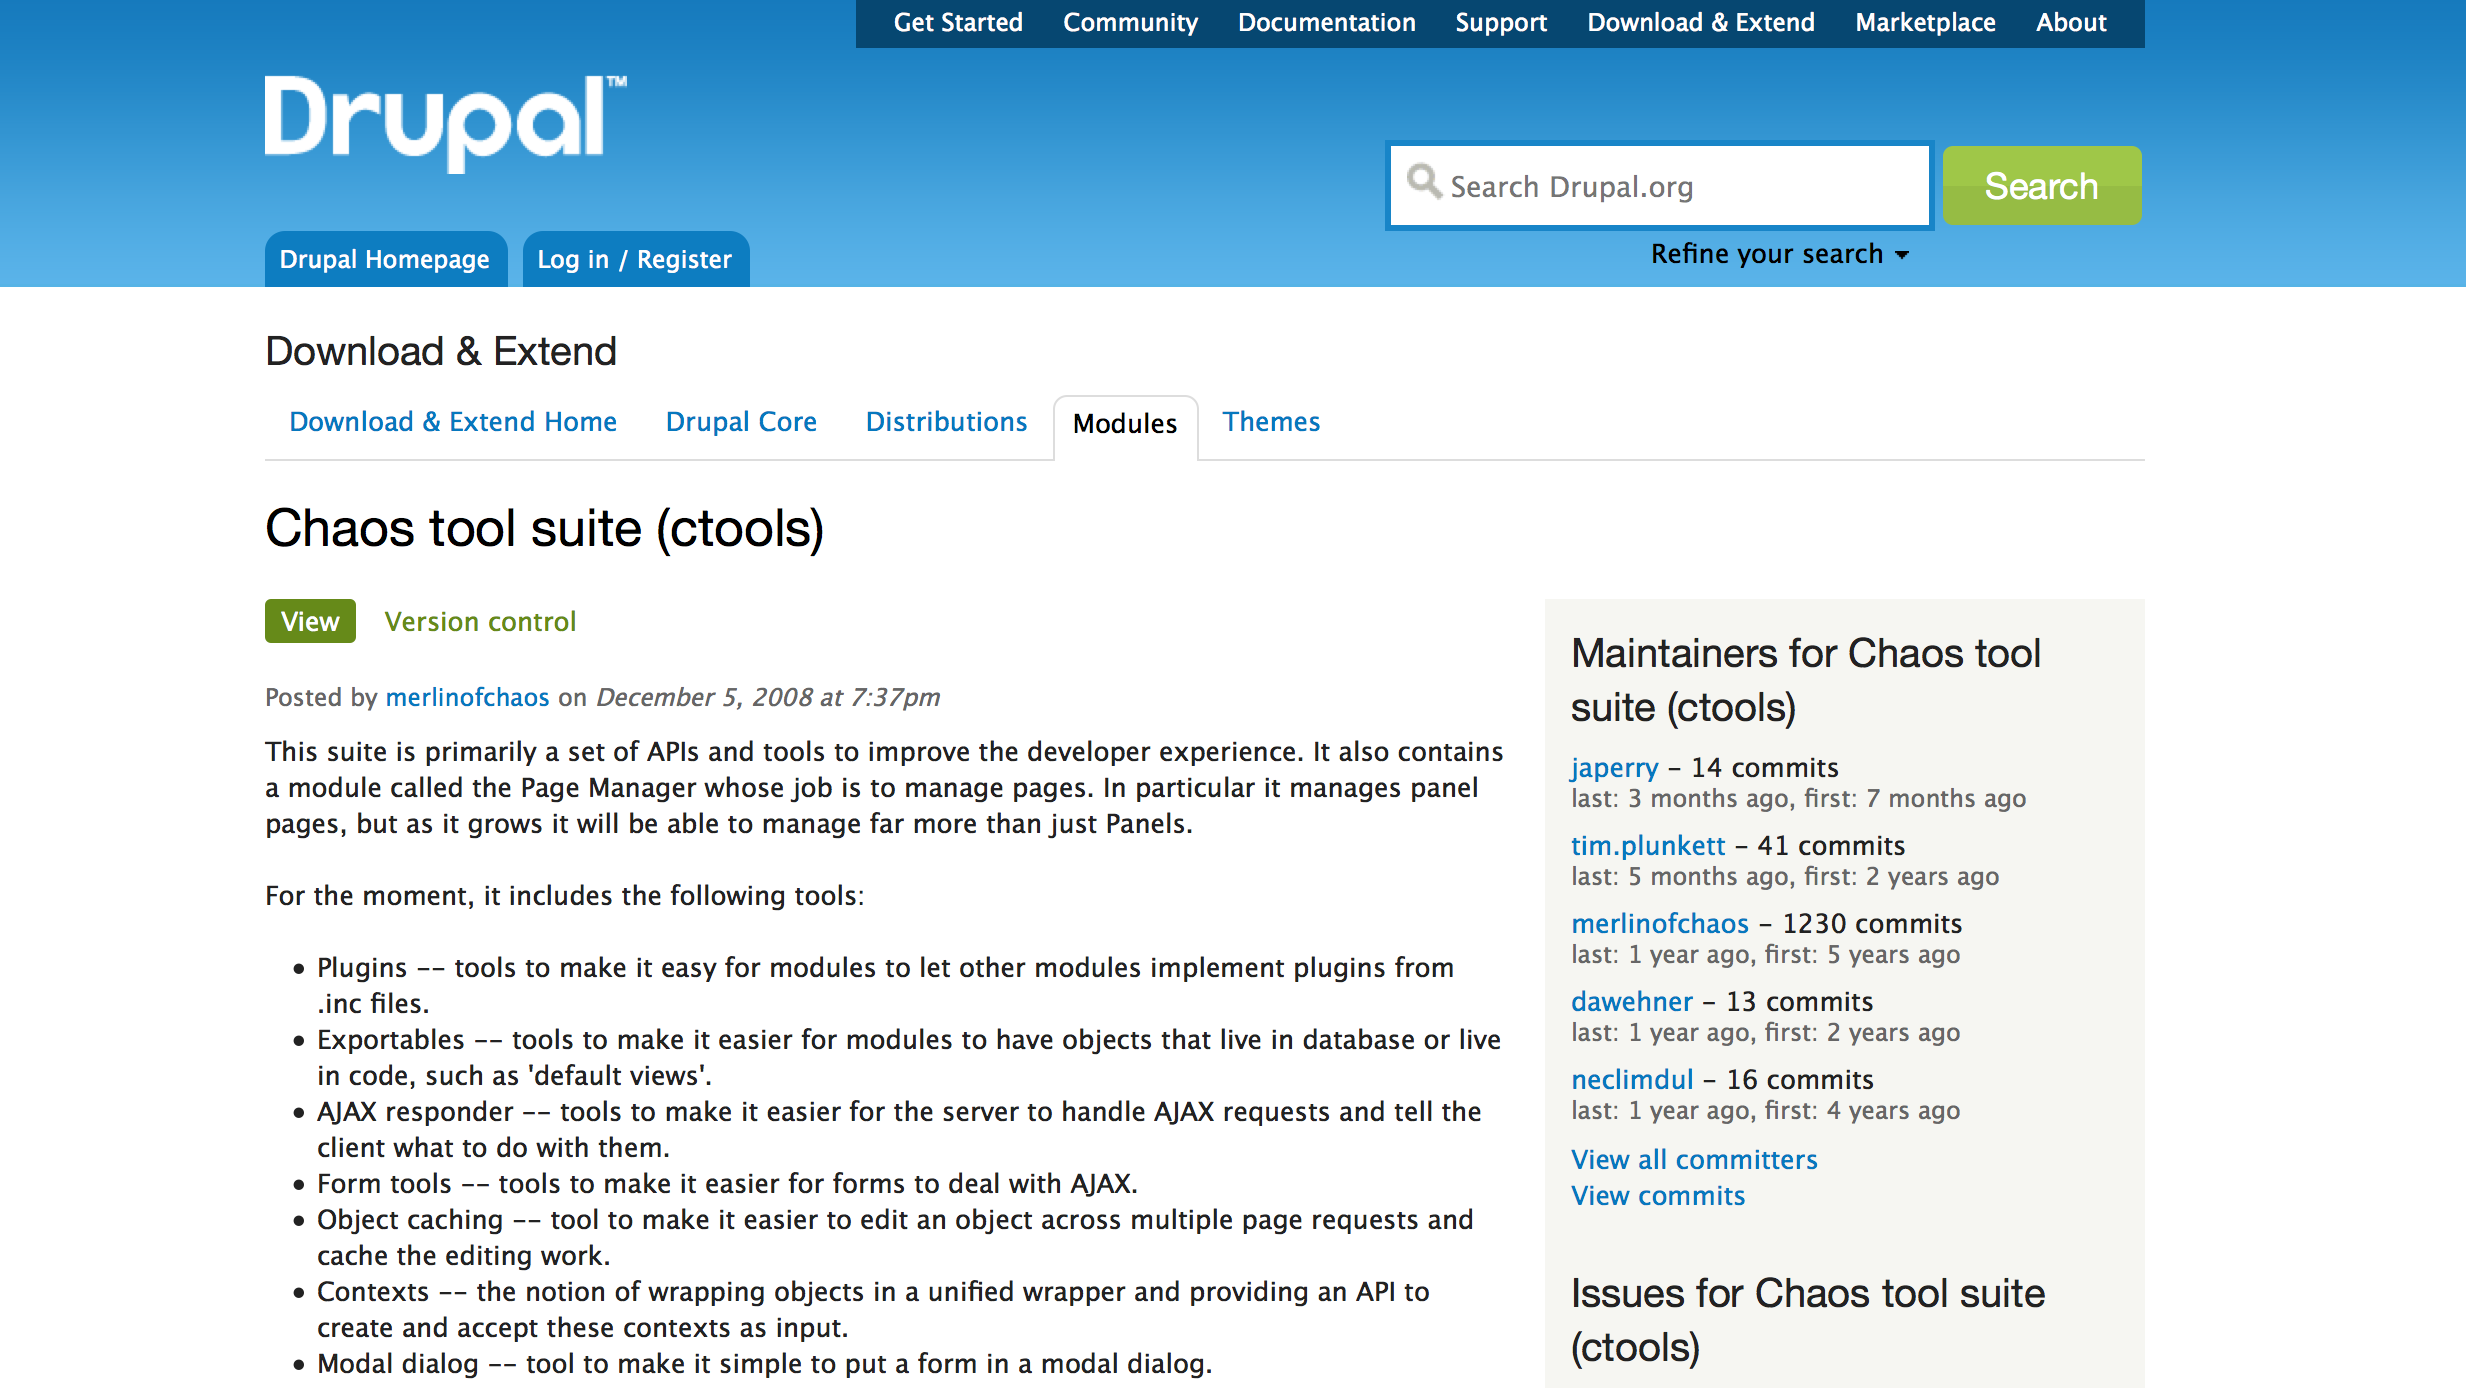 Get Started Community Documentation Support Download & Extend Marketplace About
Drupal™
Search Drupal.org
Search
Refine your search
Drupal Homepage
Log in / Register
Download & Extend
Download & Extend Home Drupal Core Distributions Modules Themes
Chaos tool suite (ctools)
View Version control
Posted by merlinofchaos on December 5, 2008 at 7:37pm
This suite is primarily a set of APIs and tools to improve the developer experience. It also contains
a module called the Page Manager whose job is to manage pages. In particular it manages panel
pages, but as it grows it will be able to manage far more than just Panels.
For the moment, it includes the following tools:
• Plugins -- tools to make it easy for modules to let other modules implement plugins from
.inc files.
• Exportables -- tools to make it easier for modules to have objects that live in database or live
in code, such as 'default views'.
• AJAX responder -- tools to make it easier for the server to handle AJAX requests and tell the
client what to do with them.
• Form tools -- tools to make it easier for forms to deal with AJAX.
• Object caching -- tool to make it easier to edit an object across multiple page requests and
cache the editing work.
• Contexts -- the notion of wrapping objects in a unified wrapper and providing an API to
create and accept these contexts as input.
• Modal dialog -- tool to make it simple to put a form in a modal dialog.
Maintainers for Chaos tool
suite (ctools)
japerry – 14 commits
last: 3 months ago, first: 7 months ago
tim.plunkett – 41 commits
last: 5 months ago, first: 2 years ago
merlinofchaos – 1230 commits
last: 1 year ago, first: 5 years ago
dawehner – 13 commits
last: 1 year ago, first: 2 years ago
neclimdul – 16 commits
last: 1 year ago, first: 4 years ago
View all committers
View commits
Issues for Chaos tool suite
(ctools)